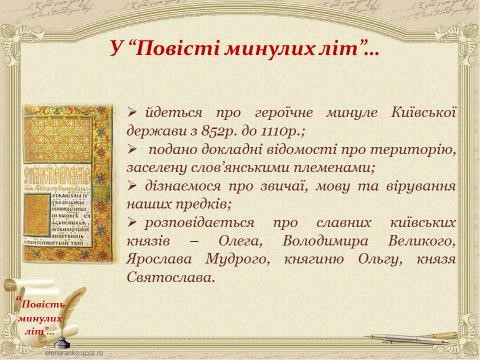 У “Повісті минулих літ”...
➢ йдеться про героїчне минуле Київської
держави з 852р. до 1110р.;
➢ подано докладні відомості про територію,
заселену слов’янськими племенами;
➢ дізнаємося про звичаї, мову та вірування
наших предків;
➢ розповідається про славних київських
князів – Олега, Володимира Великого,
Ярослава Мудрого, княгиню Ольгу, князя
Святослава.
“Повість
минулих
літ”...
elenaranko.ucoz.ru